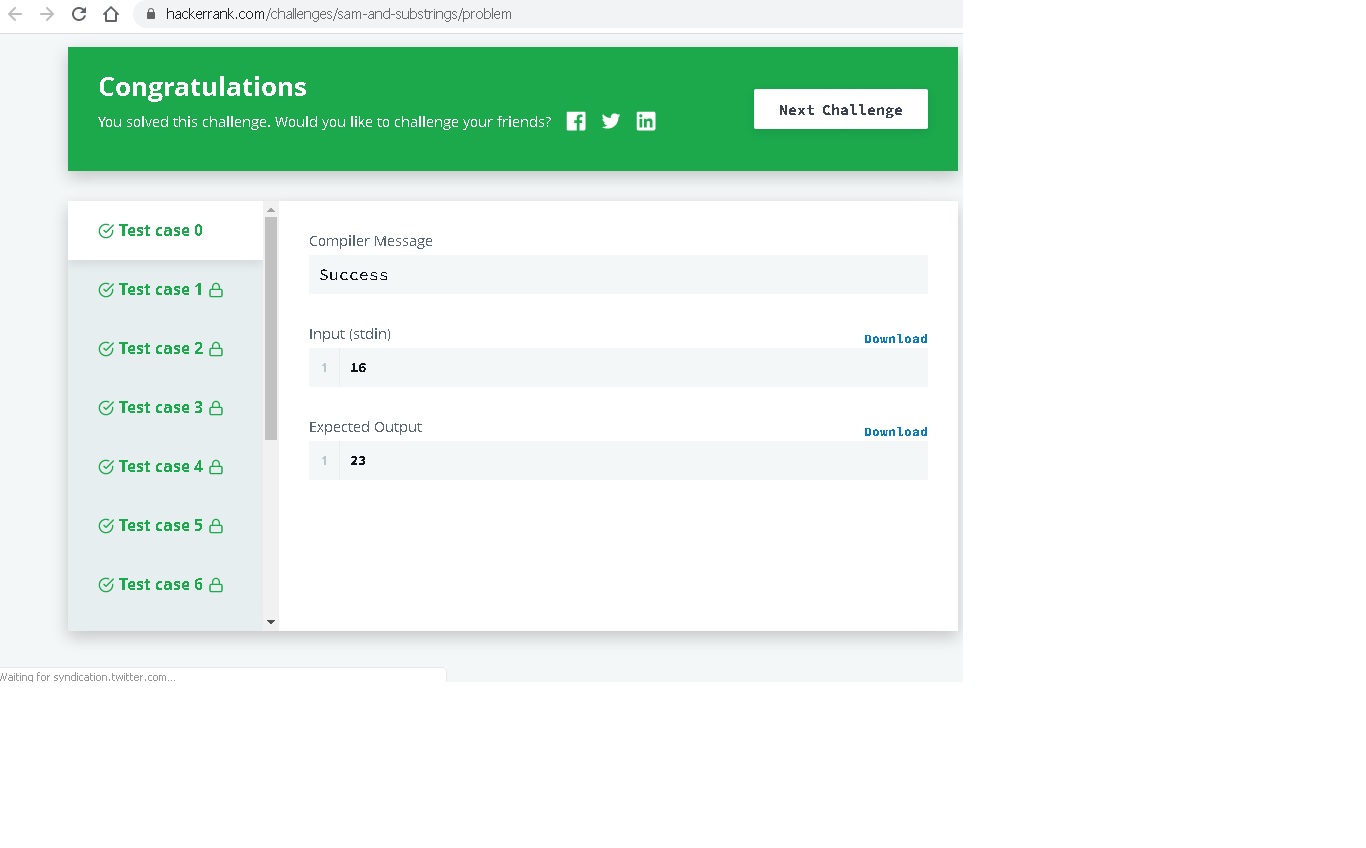 hackerrank.com/challenges/sam-and-substrings/problem
Congratulations
You solved this challenge. Would you like to challenge your friends?
Next Challenge
Test case 0
Test case 1
Test case 2
Test case 3
Test case 4
Test case 5
Test case 6
Compiler Message
Success
Input (stdin)
Download
1 16
Expected Output
Download
1 23
Waiting for syndication.twitter.com...